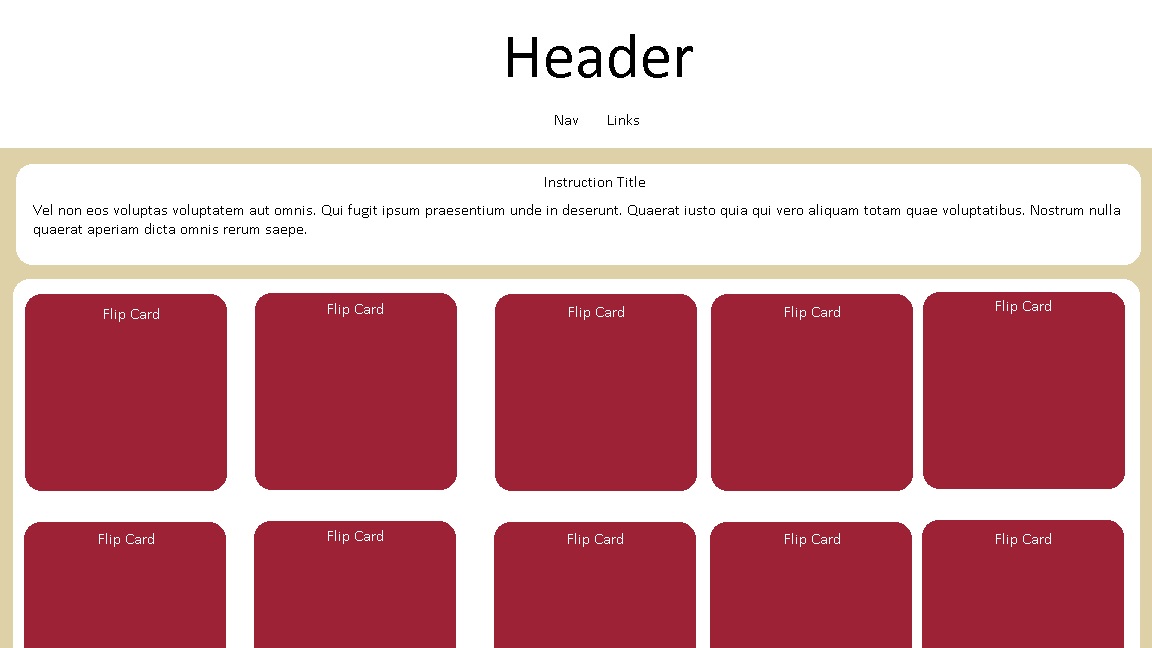 Header
Nav Links
Instruction Title
Vel non eos voluptas voluptatem aut omnis. Qui fugit ipsum praesentium unde in deserunt. Quaerat iusto quia qui vero aliquam totam quae voluptatibus. Nostrum nulla
quaerat aperiam dicta omnis rerum saepe.
Flip Card Flip Card Flip Card Flip Card Flip Card
Flip Card Flip Card Flip Card Flip Card Flip Card